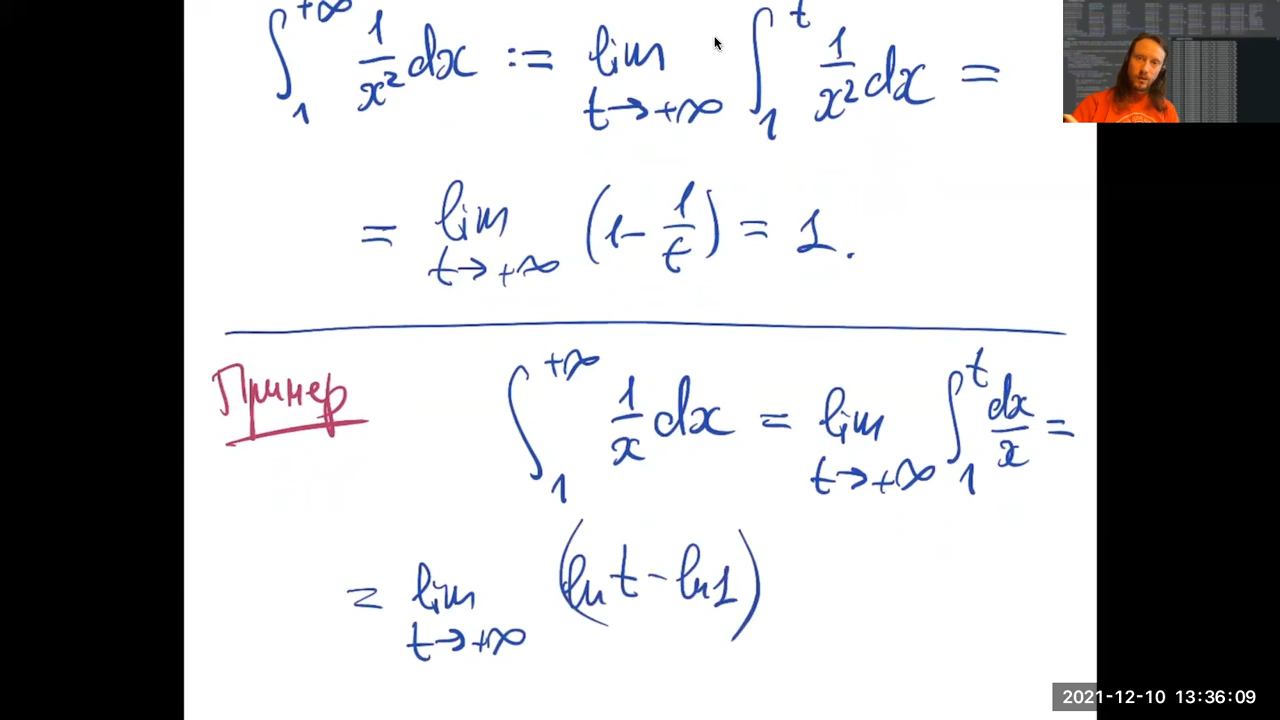 ∫₁^{+∞} 1/x² dx := lim_{t→+∞} ∫₁^t 1/x² dx =
= lim_{t→+∞} (1 - 1/t) = 1.
Пример ∫₁^{+∞} 1/x dx = lim_{t→+∞} ∫₁^t dx/x =
= lim_{t→+∞} (ln t - ln 1)
2021-12-10 13:36:09